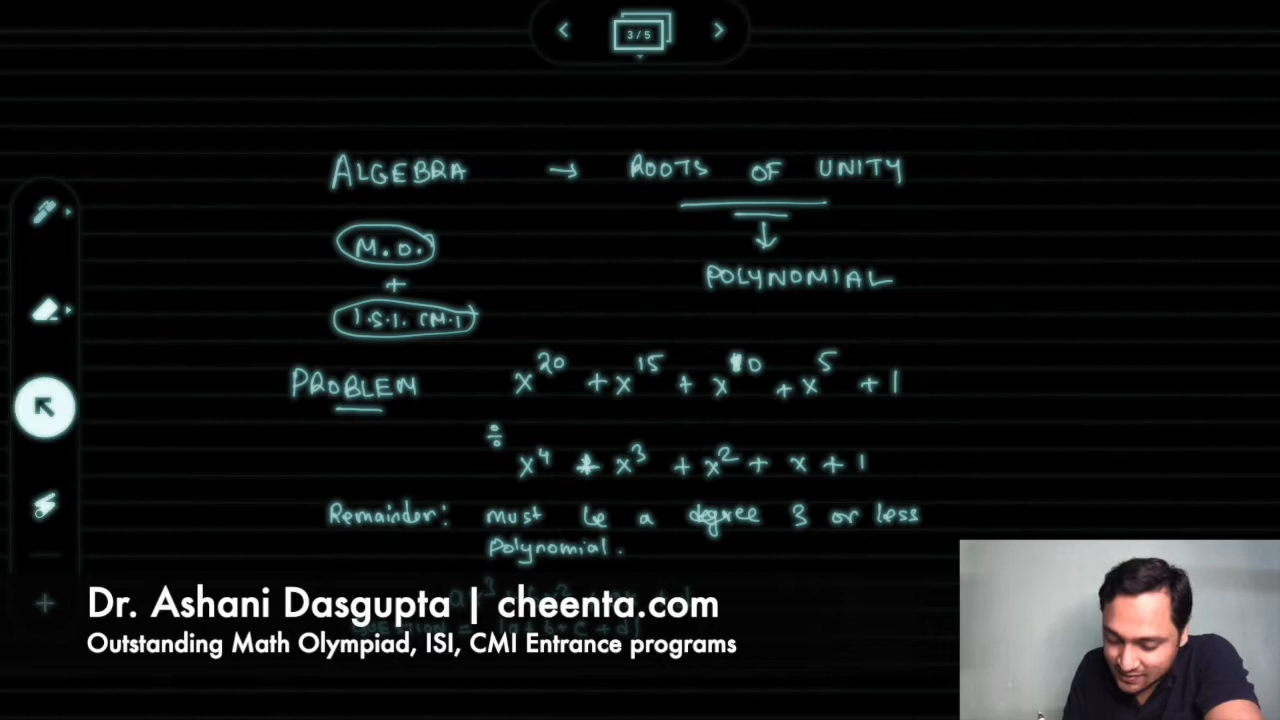 3 / 5
ALGEBRA → ROOTS OF UNITY
M.O.
+
I.S.I. CM.I
POLYNOMIAL
PROBLEM x^20 + x^15 + x^10 + x^5 + 1
÷ x^4 + x^3 + x^2 + x + 1
Remainder: must be a degree 3 or less
polynomial.
Dr. Ashani Dasgupta | cheenta.com
Outstanding Math Olympiad, ISI, CMI Entrance programs